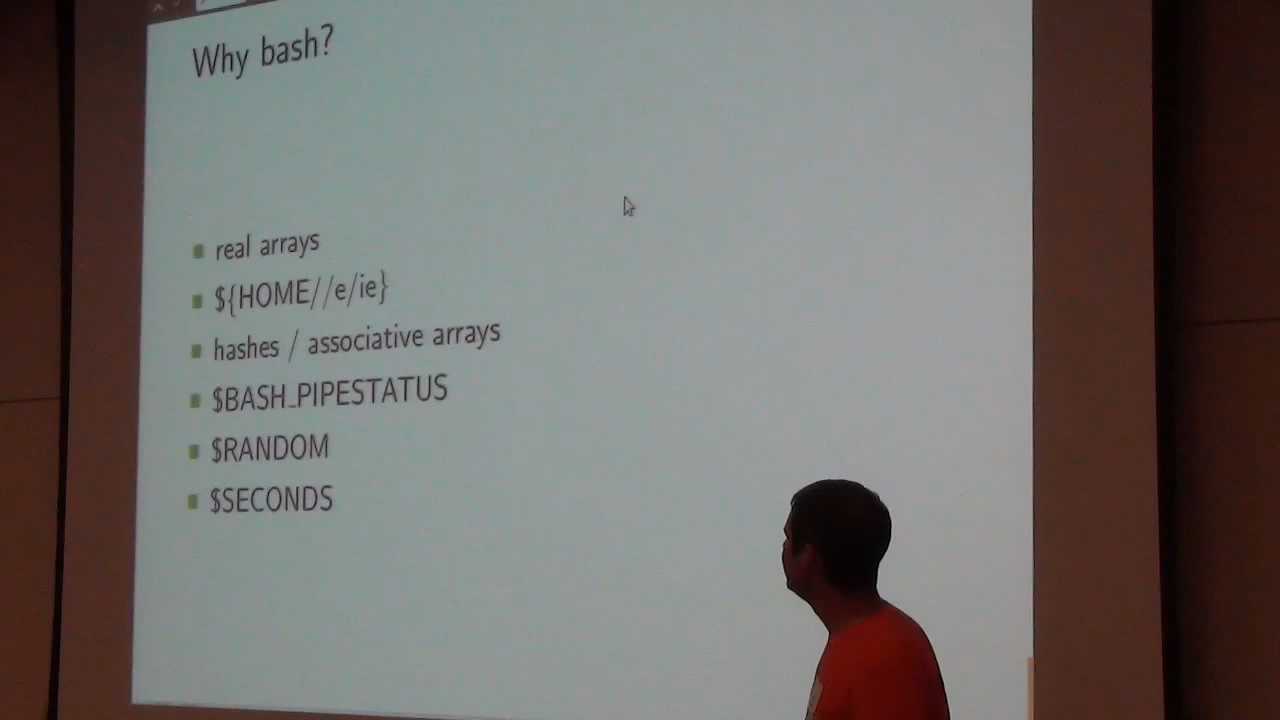 Why bash?
real arrays
${HOME//e/ie}
hashes / associative arrays
$BASH_PIPESTATUS
$RANDOM
$SECONDS